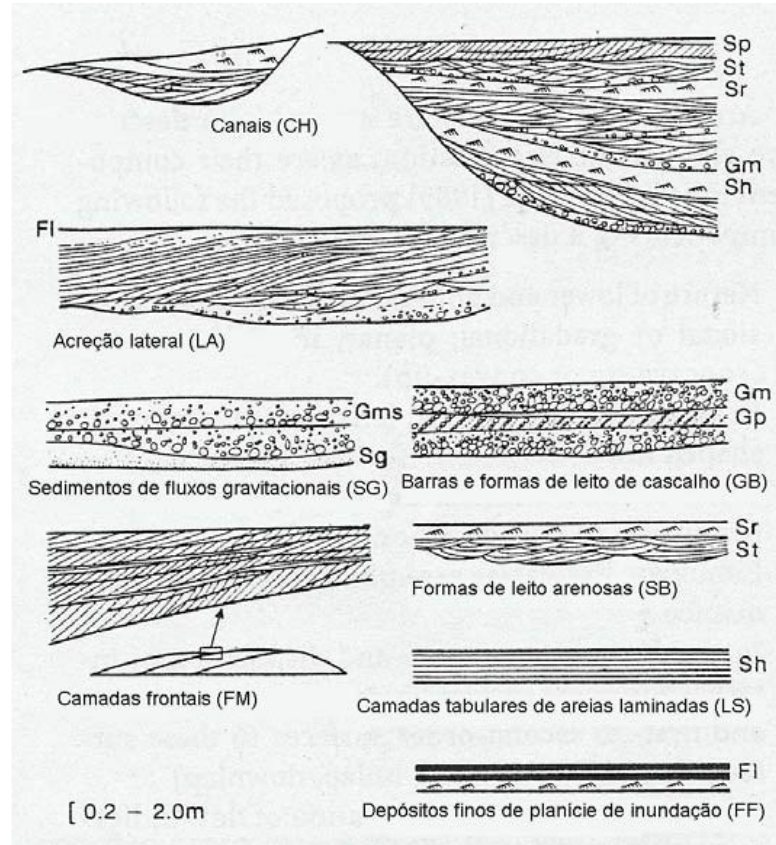 Sp
St
Sr
Canais (CH)
Gm
Sh
Fl
Acreção lateral (LA)
Gms
Sg
Sedimentos de fluxos gravitacionais (SG)
Gm
Gp
Barras e formas de leito de cascalho (GB)
Sr
St
Formas de leito arenosas (SB)
Camadas frontais (FM)
Sh
Camadas tabulares de areias laminadas (LS)
Fl
Depósitos finos de planície de inundação (FF)
[ 0.2 – 2.0m